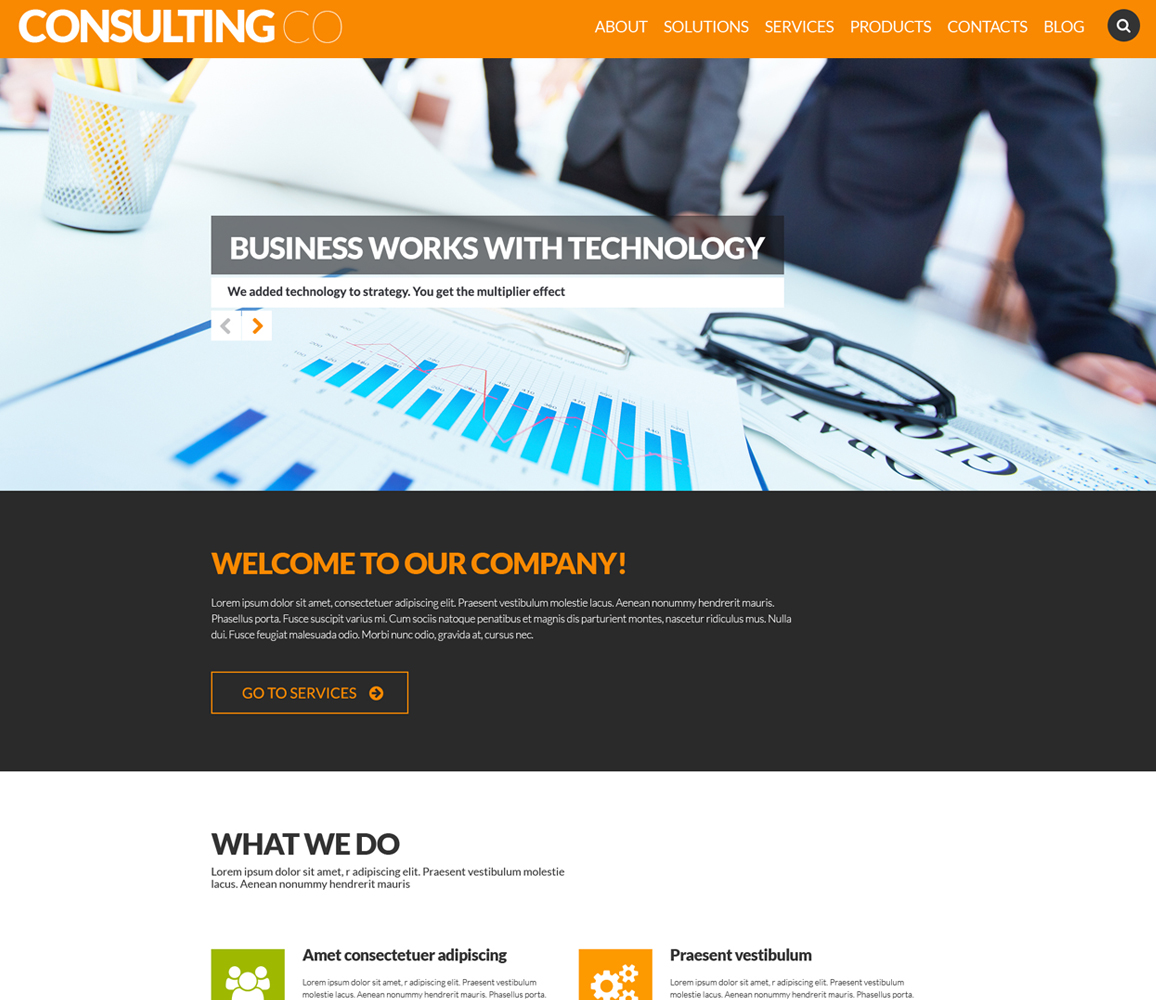 CONSULTING CO
ABOUT SOLUTIONS SERVICES PRODUCTS CONTACTS BLOG
BUSINESS WORKS WITH TECHNOLOGY
We added technology to strategy. You get the multiplier effect
WELCOME TO OUR COMPANY!
Lorem ipsum dolor sit amet, consectetuer adipiscing elit. Praesent vestibulum molestie lacus. Aenean nonummy hendrerit mauris.
Phasellus porta. Fusce suscipit varius mi. Cum sociis natoque penatibus et magnis dis parturient montes, nascetur ridiculus mus. Nulla
dui. Fusce feugiat malesuada odio. Morbi nunc odio, gravida at, cursus nec.
GO TO SERVICES
WHAT WE DO
Lorem ipsum dolor sit amet, r adipiscing elit. Praesent vestibulum molestie
lacus. Aenean nonummy hendrerit mauris
Amet consectetuer adipiscing
Lorem ipsum dolor sit amet, r adipiscing elit. Praesent vestibulum
molestie lacus. Aenean nonummy hendrerit mauris. Phasellus porta.
Praesent vestibulum
Lorem ipsum dolor sit amet, r adipiscing elit. Praesent vestibulum
molestie lacus. Aenean nonummy hendrerit mauris. Phasellus porta.